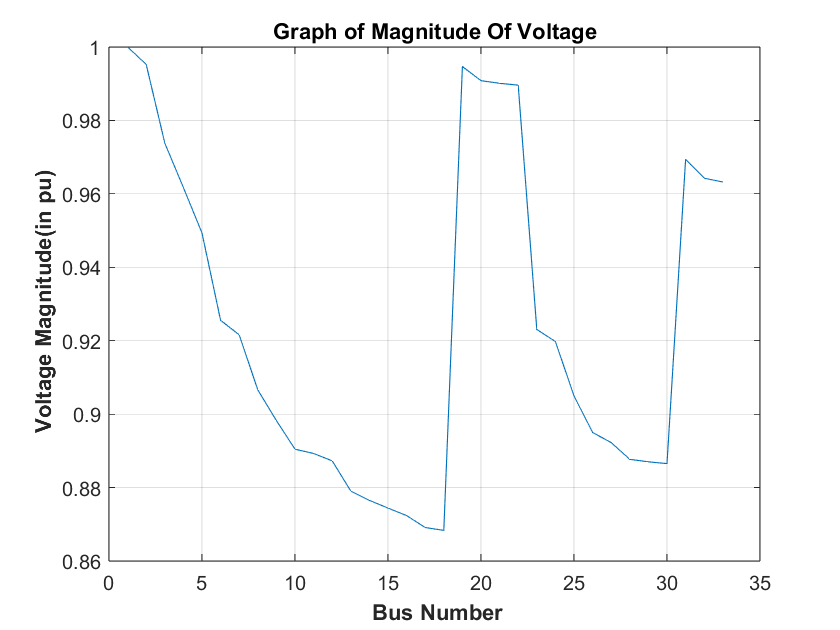 Graph of Magnitude Of Voltage
1
0.98
0.96
0.94
0.92
0.9
0.88
0.86
Voltage Magnitude(in pu)
0 5 10 15 20 25 30 35
Bus Number